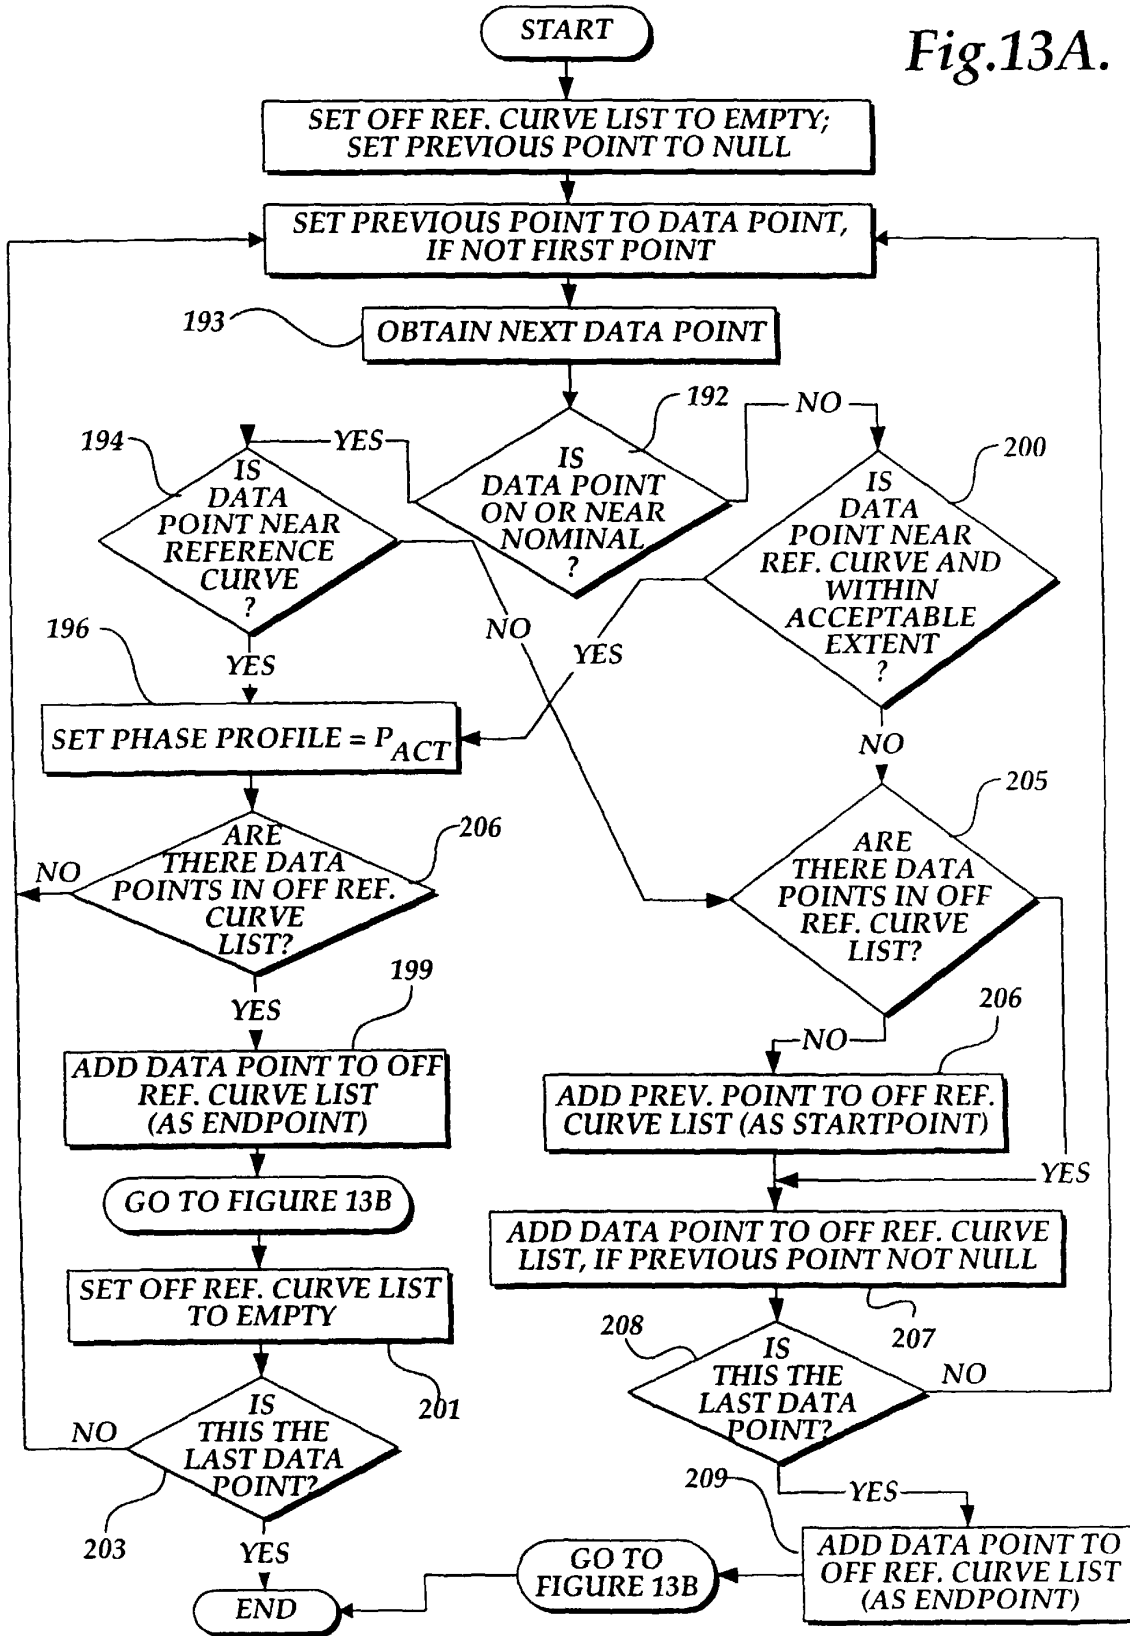 START
Fig.13A.
SET OFF REF. CURVE LIST TO EMPTY;
SET PREVIOUS POINT TO NULL
SET PREVIOUS POINT TO DATA POINT,
IF NOT FIRST POINT
193
OBTAIN NEXT DATA POINT
192
NO
YES
194
200
IS
DATA POINT
ON OR NEAR
NOMINAL
?
IS
DATA
POINT NEAR
REFERENCE
CURVE
?
IS
DATA
POINT NEAR
REF. CURVE AND
WITHIN
ACCEPTABLE
EXTENT
?
196
NO
YES
YES
SET PHASE PROFILE = PACT
NO
205
ARE
THERE DATA
POINTS IN OFF REF.
CURVE
LIST?
206
NO
ARE
THERE DATA
POINTS IN OFF
REF. CURVE
LIST?
YES
199
206
NO
ADD DATA POINT TO OFF
REF. CURVE LIST
(AS ENDPOINT)
ADD PREV. POINT TO OFF REF.
CURVE LIST (AS STARTPOINT)
YES
GO TO FIGURE 13B
ADD DATA POINT TO OFF REF. CURVE
LIST, IF PREVIOUS POINT NOT NULL
SET OFF REF. CURVE LIST
TO EMPTY
207
208
201
IS
THIS THE
LAST DATA
POINT?
NO
IS
THIS THE
LAST DATA
POINT?
NO
203
YES
209
YES
ADD DATA POINT TO
OFF REF. CURVE LIST
(AS ENDPOINT)
GO TO
FIGURE 13B
END